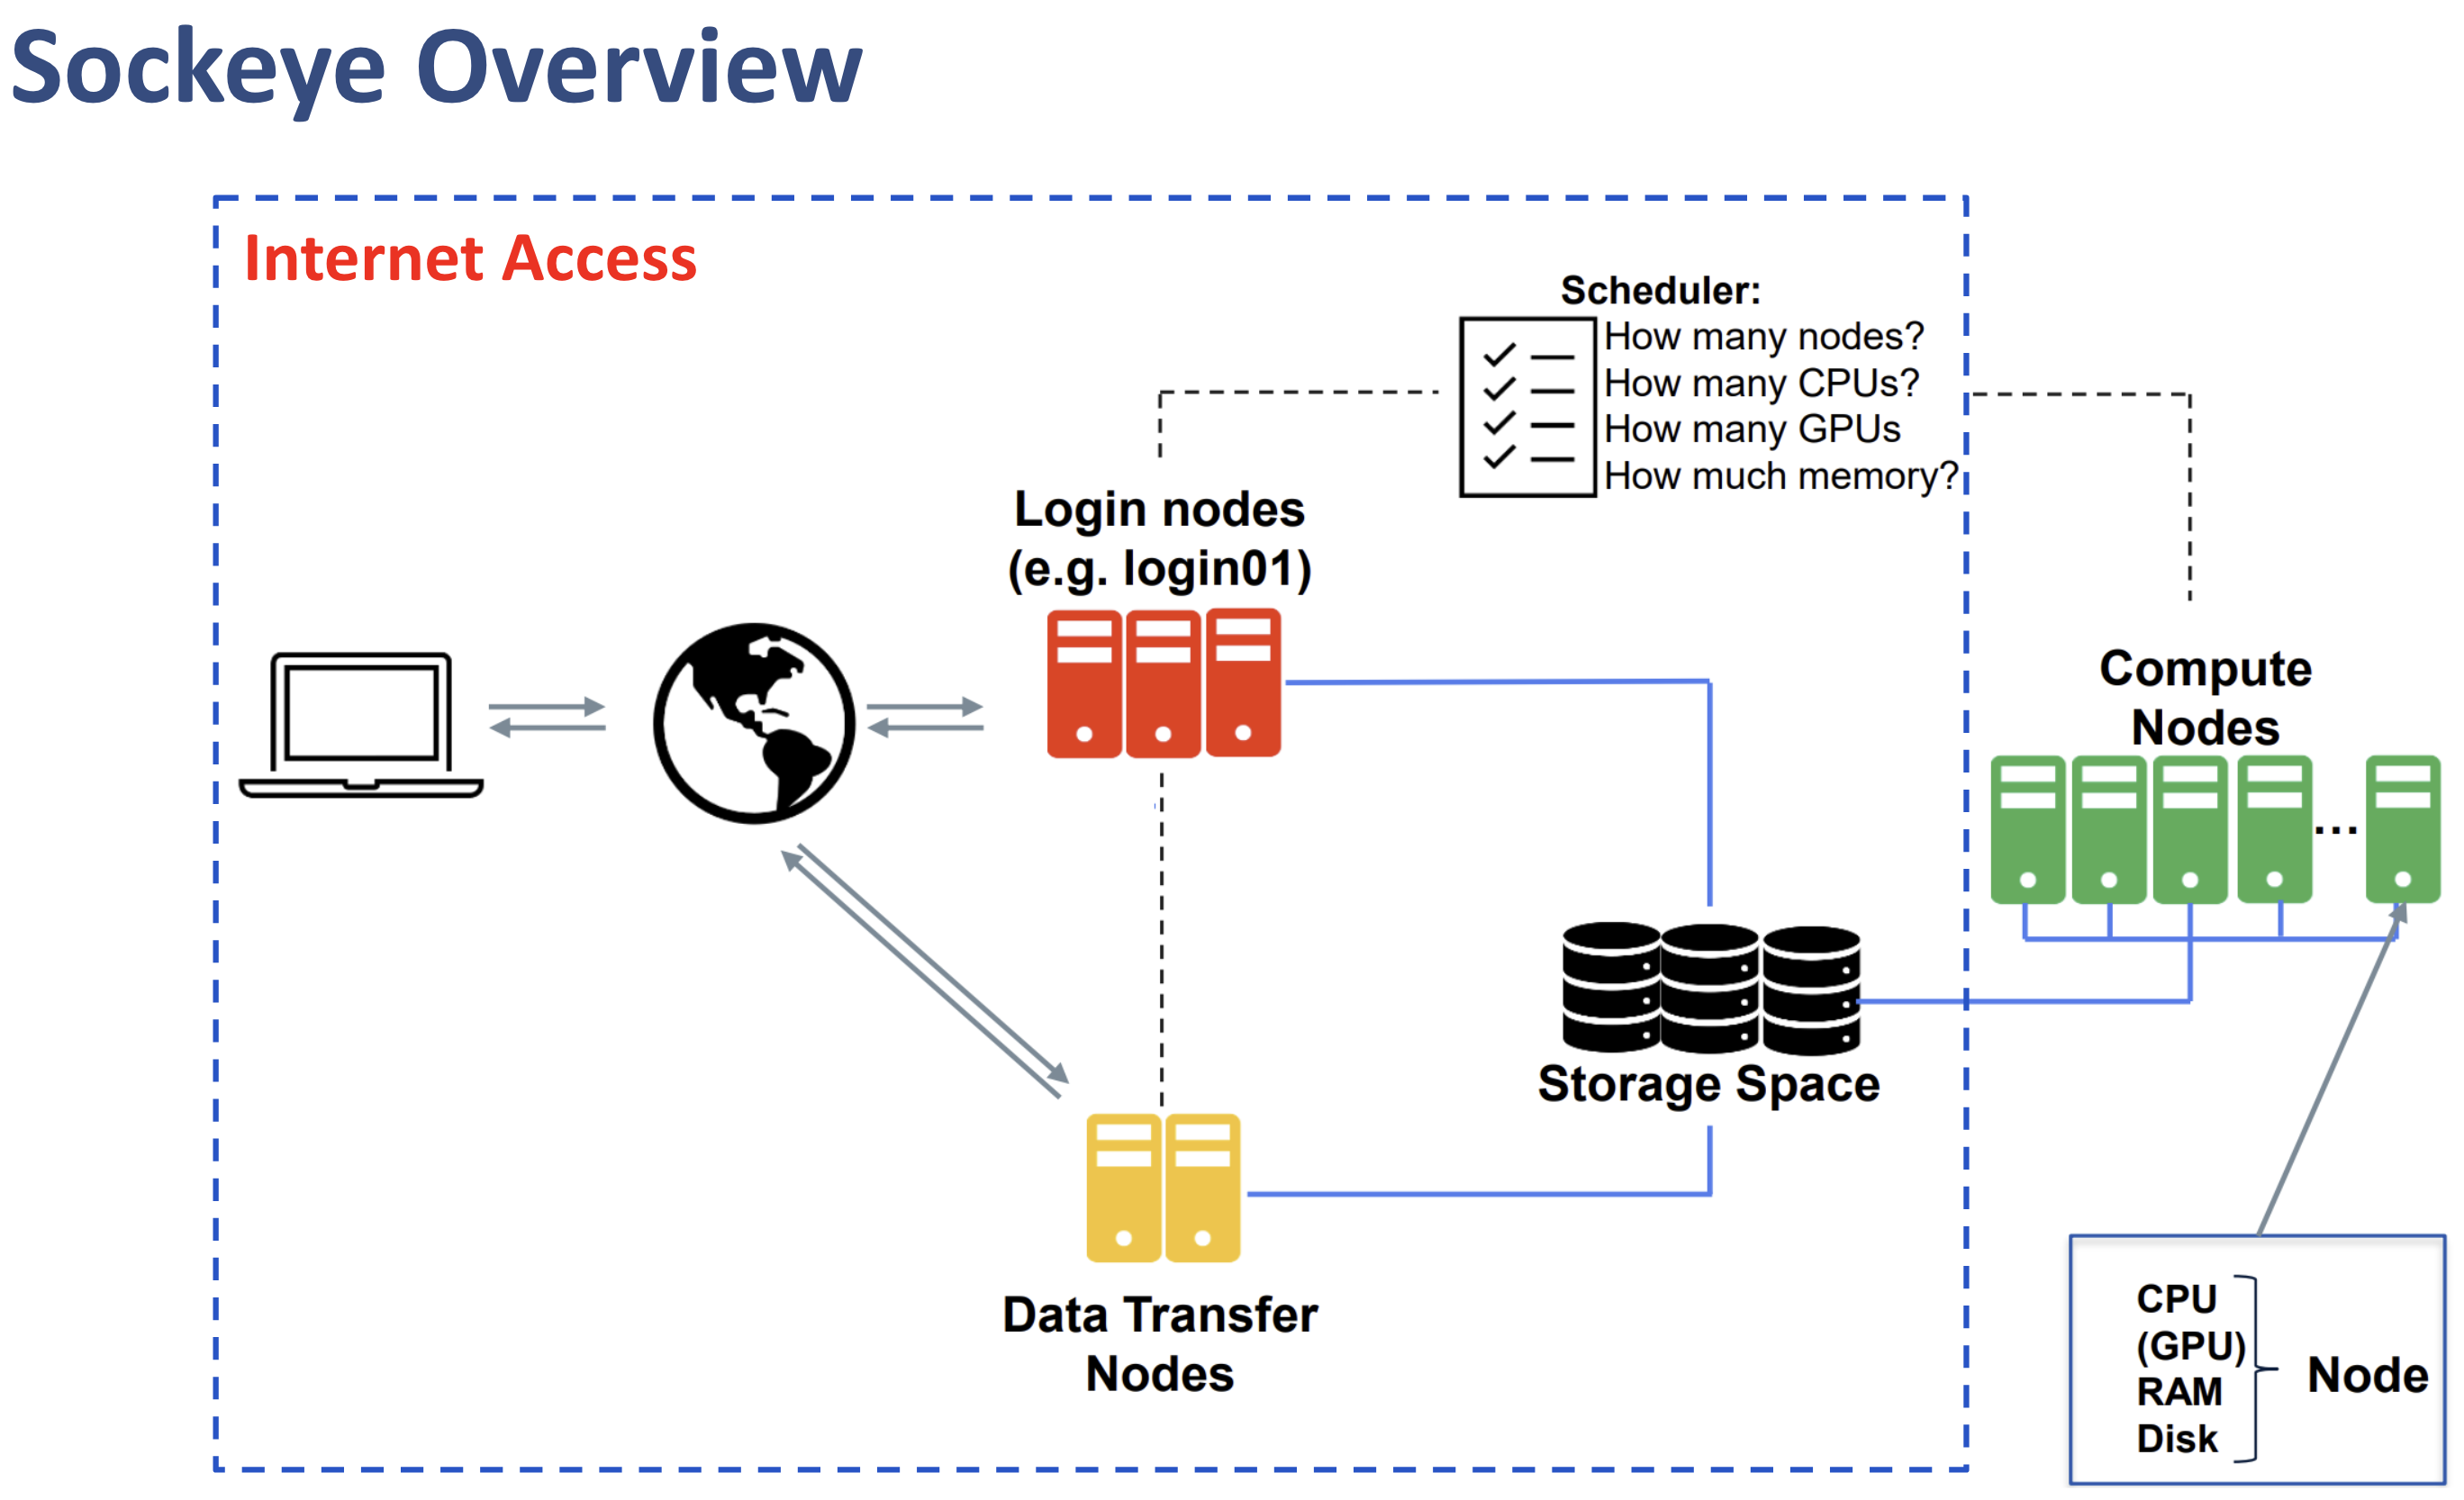 Sockeye Overview
Internet Access
Scheduler:
How many nodes?
How many CPUs?
How many GPUs
How much memory?
Login nodes
(e.g. login01)
Compute
Nodes
...
Storage Space
Data Transfer
Nodes
CPU
(GPU)
RAM
Disk
Node